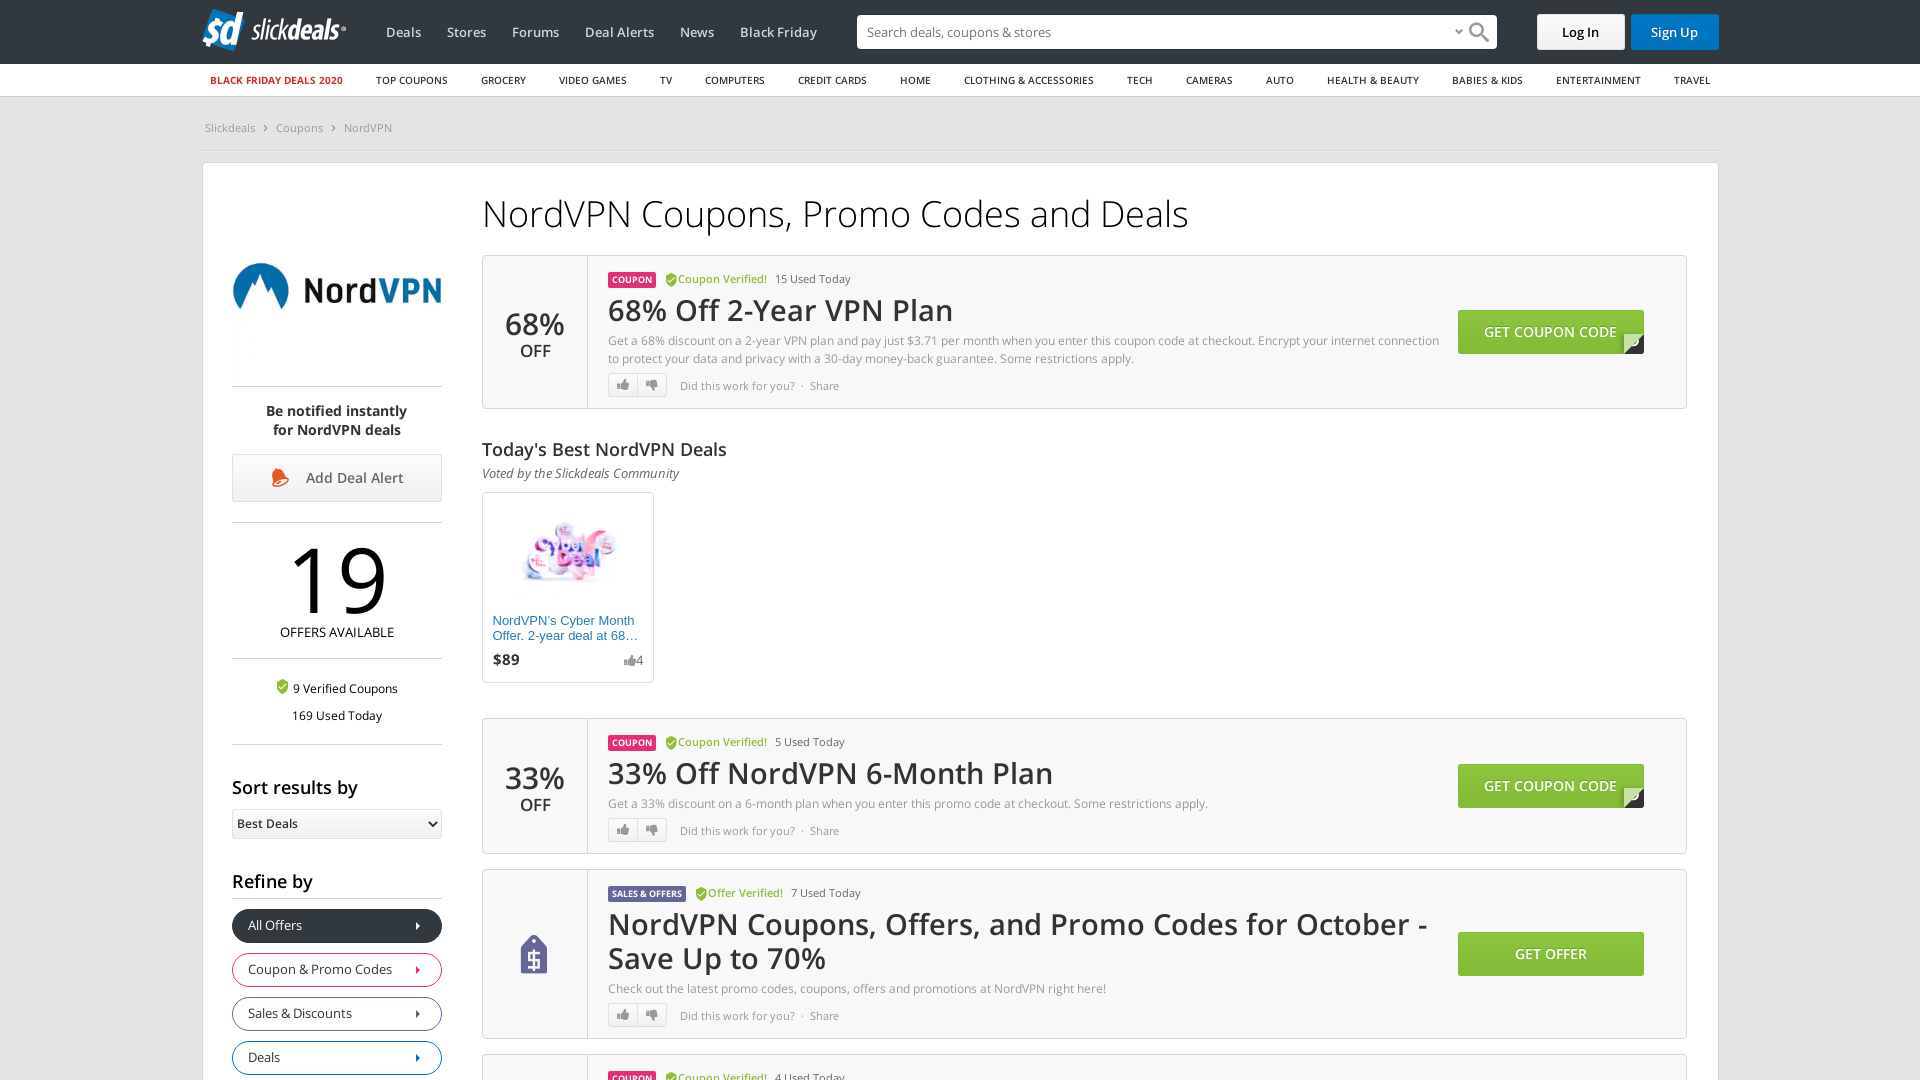 sd slickdeals
Deals
Stores
Forums
Deal Alerts
News
Black Friday
Search deals, coupons & stores
Log In
Sign Up
BLACK FRIDAY DEALS 2020
TOP COUPONS
GROCERY
VIDEO GAMES
TV
COMPUTERS
CREDIT CARDS
HOME
CLOTHING & ACCESSORIES
TECH
CAMERAS
AUTO
HEALTH & BEAUTY
BABIES & KIDS
ENTERTAINMENT
TRAVEL
Slickdeals > Coupons > NordVPN
NordVPN
Be notified instantly
for NordVPN deals
Add Deal Alert
19
OFFERS AVAILABLE
9 Verified Coupons
169 Used Today
Sort results by
Best Deals
Refine by
All Offers
Coupon & Promo Codes
Sales & Discounts
Deals
NordVPN Coupons, Promo Codes and Deals
68%
OFF
COUPON Coupon Verified! 15 Used Today
68% Off 2-Year VPN Plan
Get a 68% discount on a 2-year VPN plan and pay just $3.71 per month when you enter this coupon code at checkout. Encrypt your internet connection
to protect your data and privacy with a 30-day money-back guarantee. Some restrictions apply.
Did this work for you? · Share
GET COUPON CODE
Today's Best NordVPN Deals
Voted by the Slickdeals Community
Cyber
Deal
NordVPN's Cyber Month
Offer. 2-year deal at 68…
$89
4
33%
OFF
COUPON Coupon Verified! 5 Used Today
33% Off NordVPN 6-Month Plan
Get a 33% discount on a 6-month plan when you enter this promo code at checkout. Some restrictions apply.
Did this work for you? · Share
GET COUPON CODE
SALES & OFFERS Offer Verified! 7 Used Today
NordVPN Coupons, Offers, and Promo Codes for October -
Save Up to 70%
Check out the latest promo codes, coupons, offers and promotions at NordVPN right here!
Did this work for you? · Share
GET OFFER
COUPON Coupon Verified! 4 Used Today